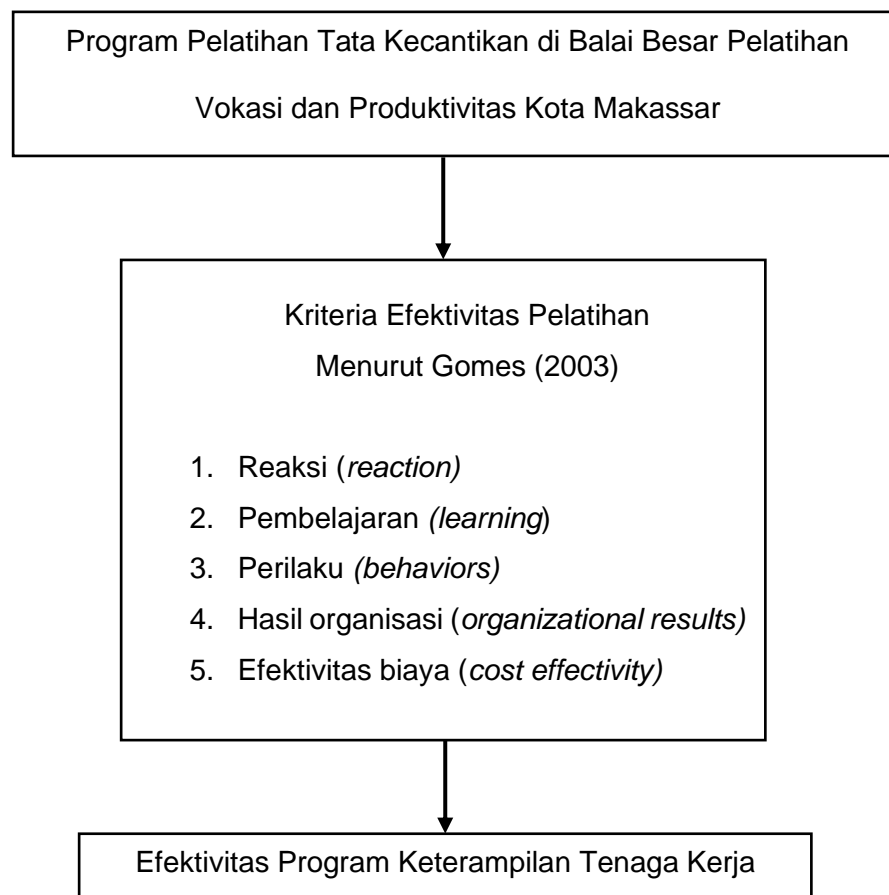 Program Pelatihan Tata Kecantikan di Balai Besar Pelatihan
Vokasi dan Produktivitas Kota Makassar
Kriteria Efektivitas Pelatihan
Menurut Gomes (2003)
1. Reaksi (reaction)
2. Pembelajaran (learning)
3. Perilaku (behaviors)
4. Hasil organisasi (organizational results)
5. Efektivitas biaya (cost effectivity)
Efektivitas Program Keterampilan Tenaga Kerja